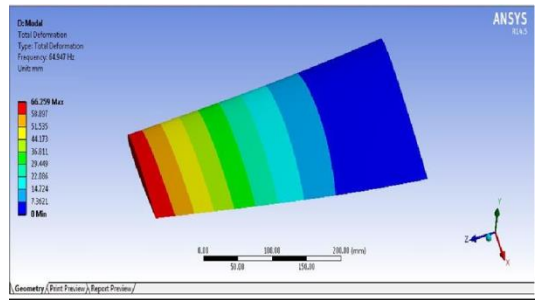 D: Modal
Total Deformation
Type: Total Deformation
Frequency: 84.947 Hz
Unit: mm
66.259 Max
58.897
51.535
44.173
36.811
29.449
22.086
14.724
7.3621
0 Min
ANSYS
R14.5
0.00
100.00
200.00 (mm)
50.00
150.00
Y
Z
X
Geometry
Print Preview
Report Preview